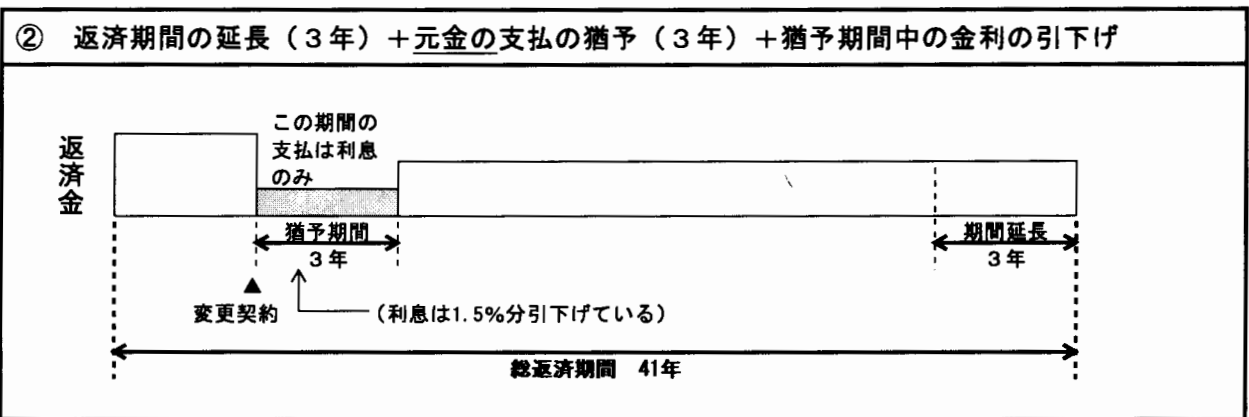 ② 返済期間の延長（3年）＋元金の支払の猶予（3年）＋猶予期間中の金利の引下げ
この期間の
支払は利息
のみ
返済金
猶予期間
3年
期間延長
3年
変更契約
（利息は1.5%分引下げている）
総返済期間 41年